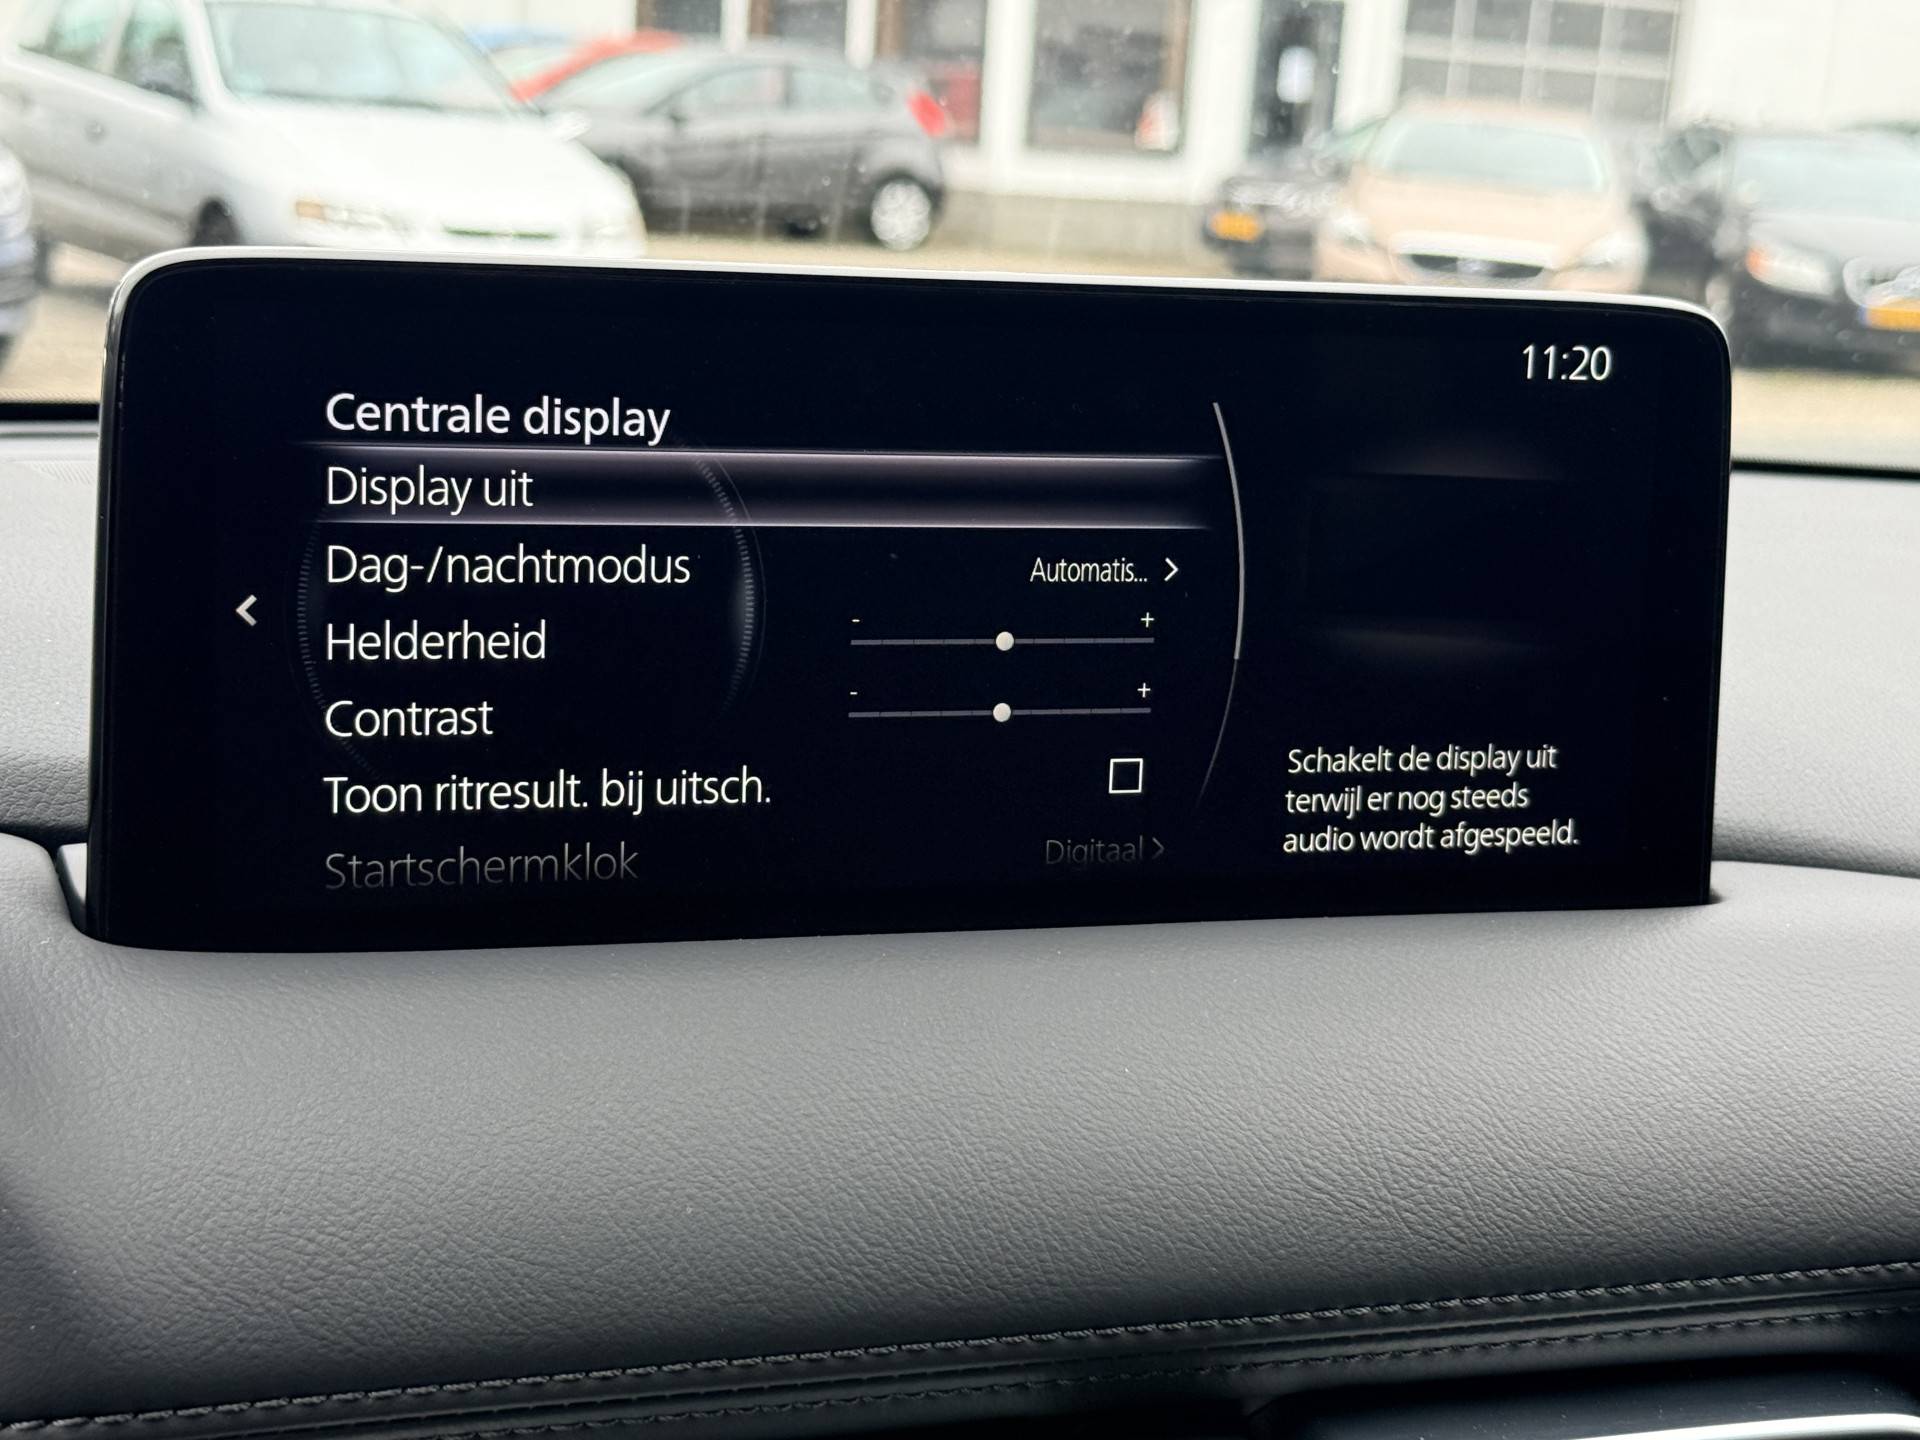 11:20
Centrale display
Display uit
Dag-/nachtmodus Automatis... >
Helderheid - +
Contrast - +
Toon ritresult. bij uitsch.
Startschermklok Digitaal >
Schakelt de display uit
terwijl er nog steeds
audio wordt afgespeeld.